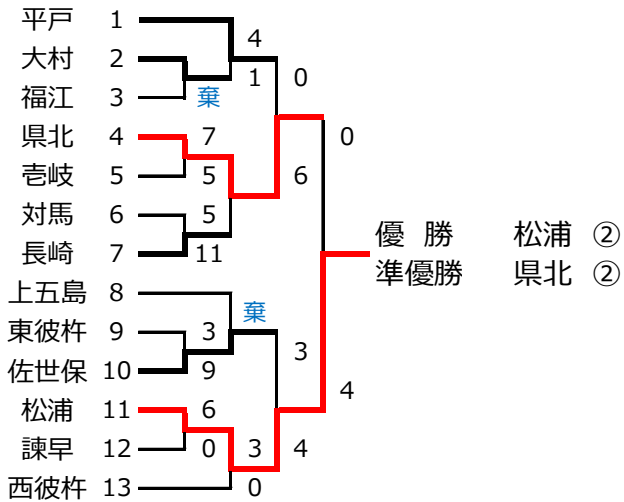 平戸 1
4
大村 2
1 0
福江 3 棄
県北 4 7
0
壱岐 5 5 6
対馬 6 5
長崎 7 11
優 勝 松浦 ②
準優勝 県北 ②
上五島 8
棄
東彼杵 9 3
3
佐世保 10 9
4
松浦 11 6
諫早 12 0 3 4
西彼杵 13 0